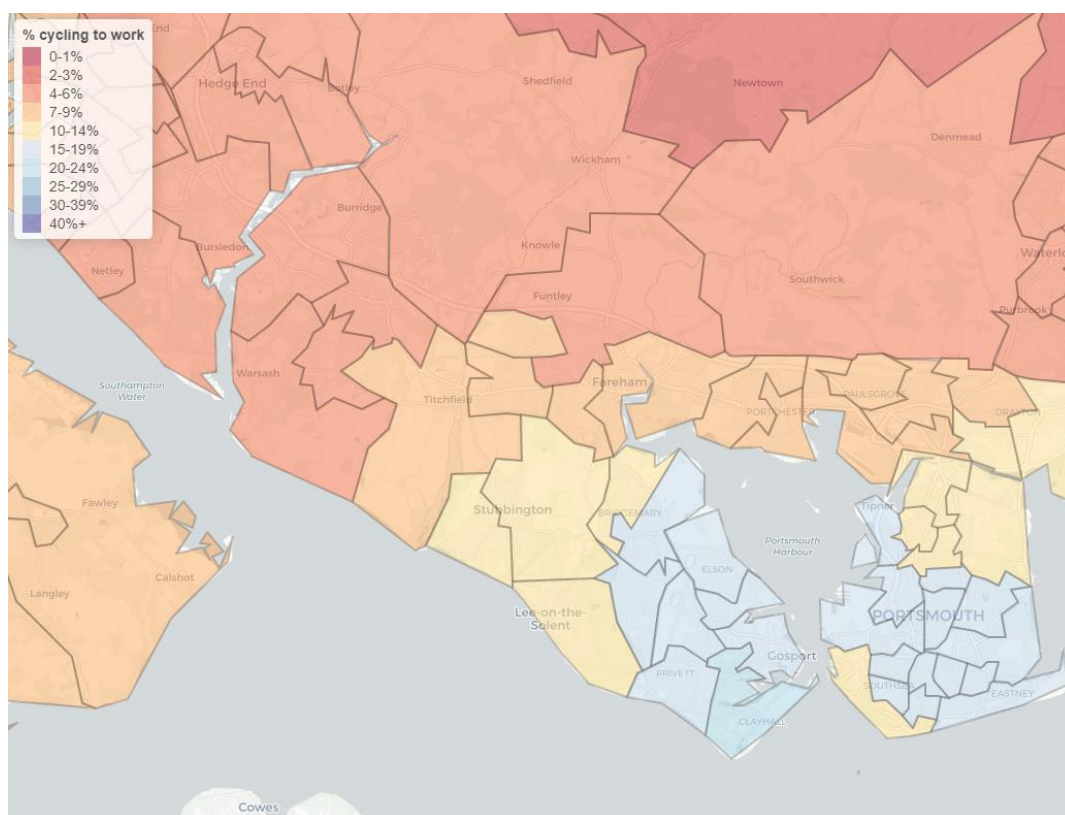 % cycling to work
0-1%
2-3%
4-6%
7-9%
10-14%
15-19%
20-24%
25-29%
30-39%
40%+
End
Hedge End
Botley
Shedfield
Newtown
Denmead
Wickham
Burridge
Bursledon
Knowle
Netley
Funtley
Southwick
Purbrook
Warsash
Southampton
Water
Titchfield
Fareham
PORTCHESTER
PAULSGROVE
DRAYTON
Fawley
Stubbington
BRIDGEMARY
Tipner
Portsmouth
Harbour
Calshot
ELSON
Langley
Lee-on-the-
Solent
PORTSMOUTH
Gosport
PRIVETT
SOUTHSEA
EASTNEY
CLAYHALL
Cowes